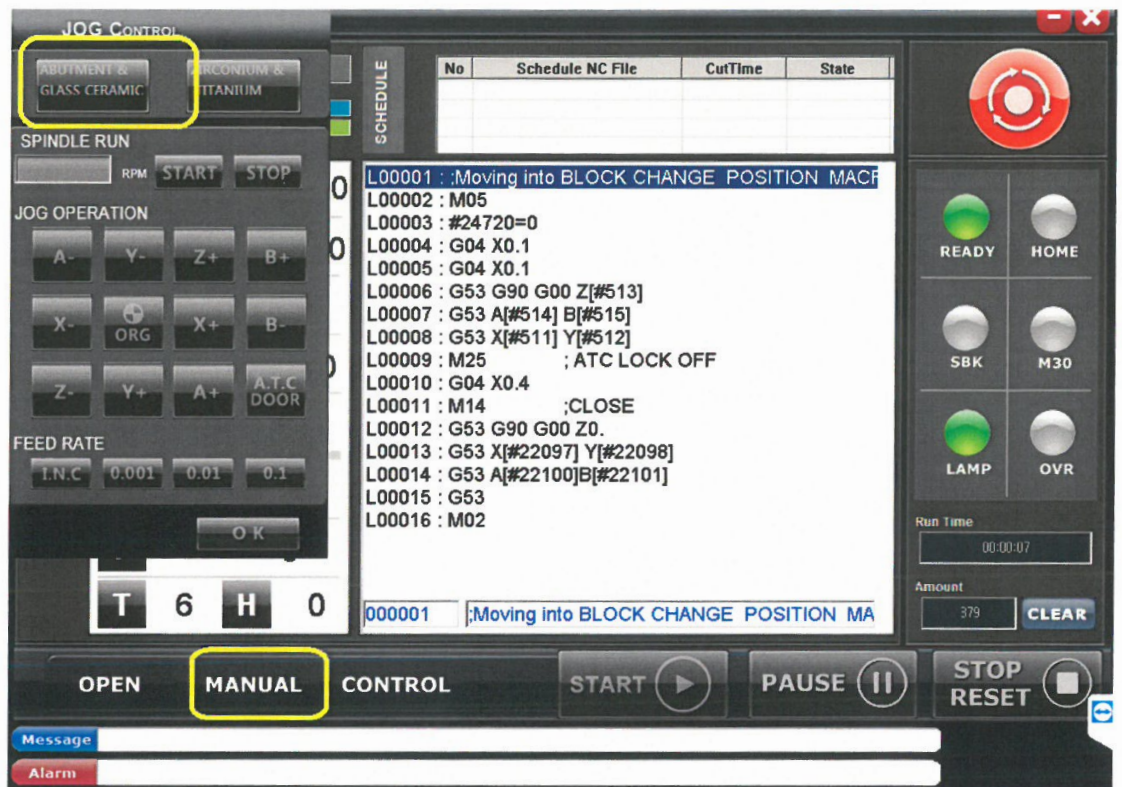 JOG CONTROL
ABUTMENT &
GLASS CERAMIC
ZIRCONIUM &
TITANIUM
SPINDLE RUN
RPM START STOP
JOG OPERATION
A- Y- Z+ B+
X- ORG X+ B-
Z- Y+ A+ A.T.C
DOOR
FEED RATE
I.N.C 0.001 0.01 0.1
O K
T 6 H 0
SCHEDULE
No Schedule NC File CutTime State
L00001 : ;Moving into BLOCK CHANGE POSITION MACR
L00002 : M05
L00003 : #24720=0
L00004 : G04 X0.1
L00005 : G04 X0.1
L00006 : G53 G90 G00 Z[#513]
L00007 : G53 A[#514] B[#515]
L00008 : G53 X[#511] Y[#512]
L00009 : M25 ; ATC LOCK OFF
L00010 : G04 X0.4
L00011 : M14 ;CLOSE
L00012 : G53 G90 G00 Z0.
L00013 : G53 X[#22097] Y[#22098]
L00014 : G53 A[#22100]B[#22101]
L00015 : G53
L00016 : M02
000001 ;Moving into BLOCK CHANGE POSITION MA
READY HOME
SBK M30
LAMP OVR
Run Time
00:00:07
Amount
379 CLEAR
OPEN MANUAL CONTROL START PAUSE STOP
RESET
Message
Alarm